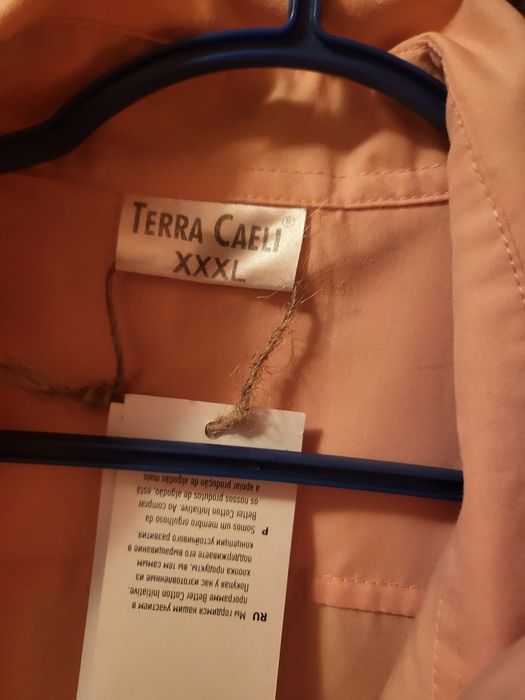 TERRA CAELI®
XXXL
RU
Мы гордимся нашим участием в
программе Better Cotton Initiative.
Покупая у нас изготовленные из
хлопка продукты, вы тем самым
поддерживаете его выращивание в
концепции устойчивого развития.
P
Somos um membro orgulhoso da
Better Cotton Initiative. Ao comprar
os nossos produtos de algodão, está
a apoiar produção de algodão mais